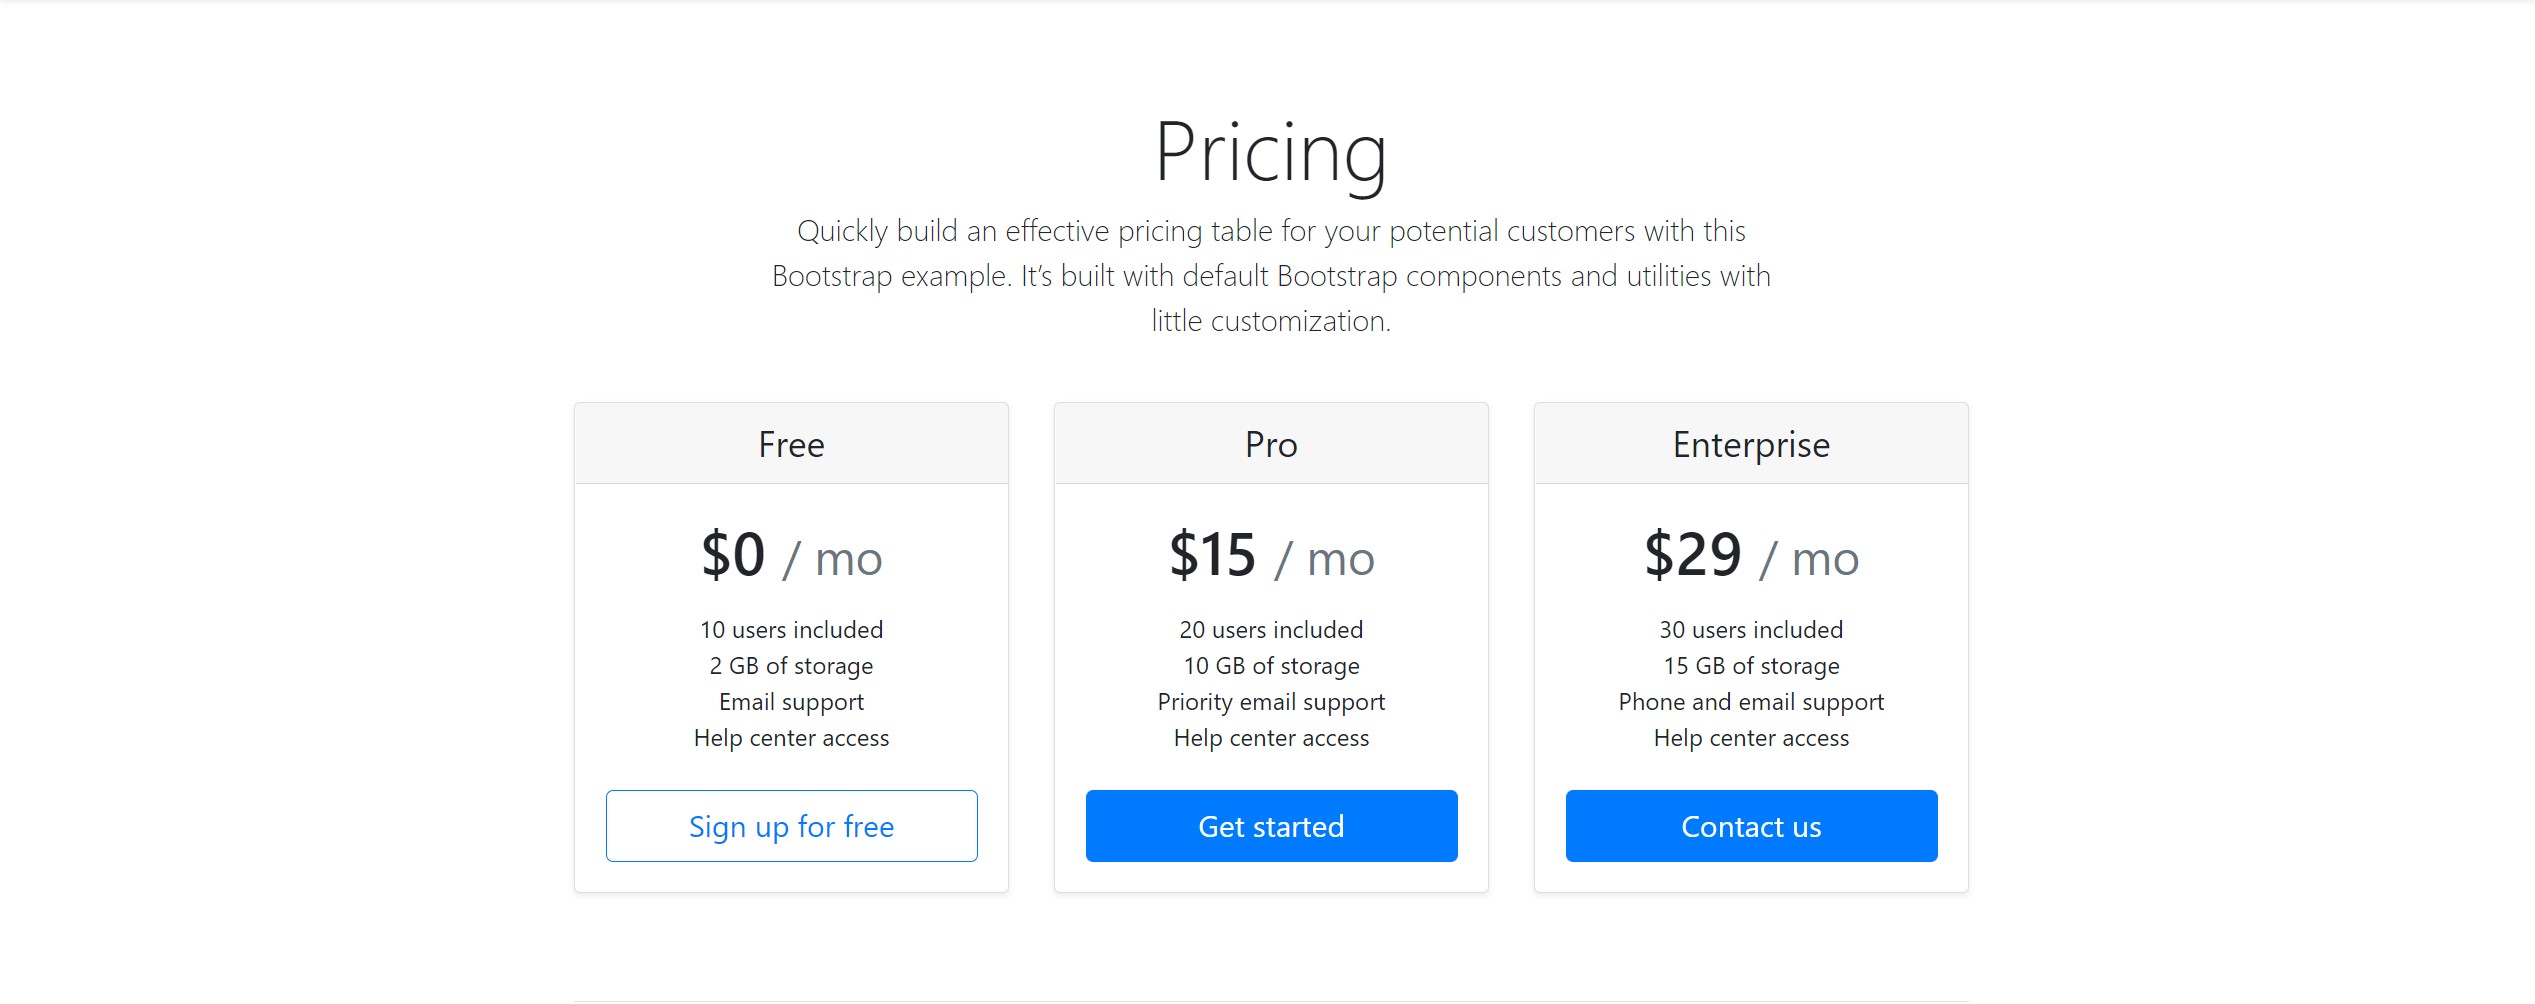 Pricing
Quickly build an effective pricing table for your potential customers with this
Bootstrap example. It’s built with default Bootstrap components and utilities with
little customization.
Free
$0 / mo
10 users included
2 GB of storage
Email support
Help center access
Sign up for free
Pro
$15 / mo
20 users included
10 GB of storage
Priority email support
Help center access
Get started
Enterprise
$29 / mo
30 users included
15 GB of storage
Phone and email support
Help center access
Contact us